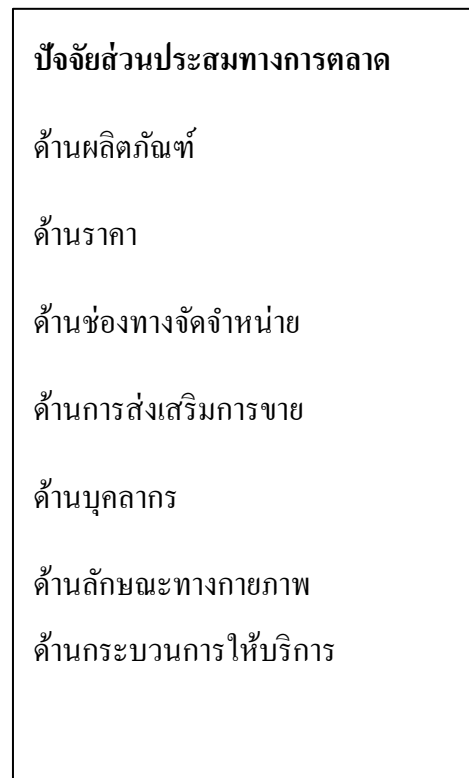 ปัจจัยส่วนประสมทางการตลาด
ด้านผลิตภัณฑ์
ด้านราคา
ด้านช่องทางจัดจำหน่าย
ด้านการส่งเสริมการขาย
ด้านบุคลากร
ด้านลักษณะทางกายภาพ
ด้านกระบวนการให้บริการ